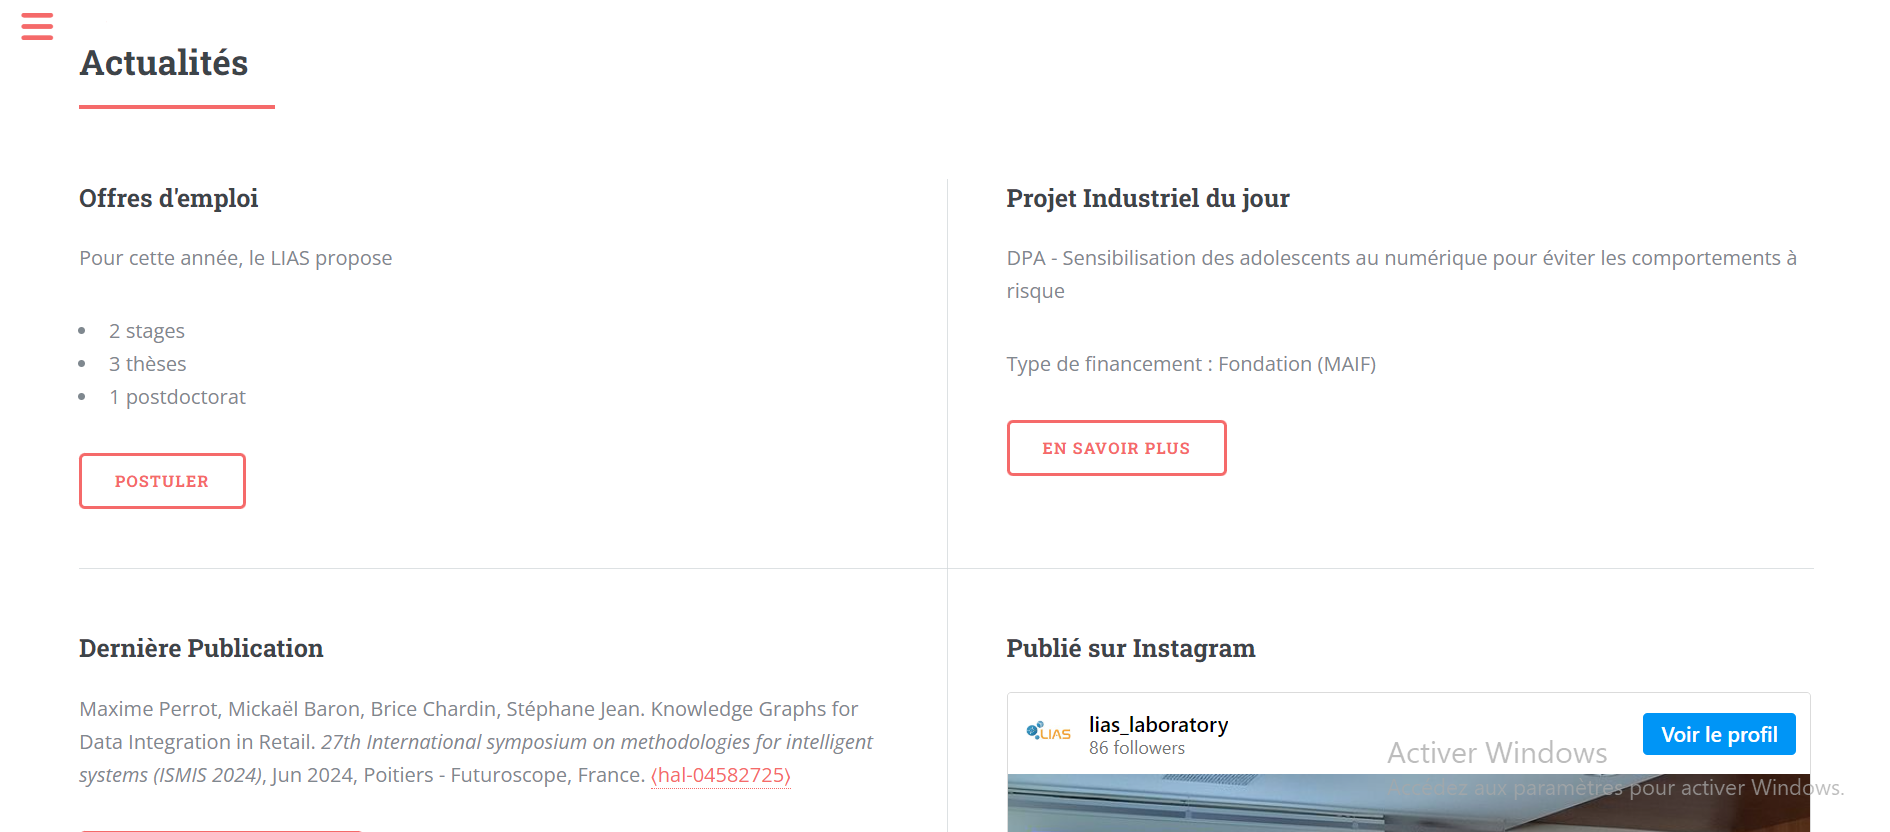 Actualités
Offres d'emploi
Pour cette année, le LIAS propose
2 stages
3 thèses
1 postdoctorat
POSTULER
Projet Industriel du jour
DPA - Sensibilisation des adolescents au numérique pour éviter les comportements à
risque
Type de financement : Fondation (MAIF)
EN SAVOIR PLUS
Dernière Publication
Maxime Perrot, Mickaël Baron, Brice Chardin, Stéphane Jean. Knowledge Graphs for
Data Integration in Retail. 27th International symposium on methodologies for intelligent
systems (ISMIS 2024), Jun 2024, Poitiers - Futuroscope, France. ⟨hal-04582725⟩
Publié sur Instagram
LIAS
lias_laboratory
86 followers
Voir le profil
Activer Windows
Accédez aux paramètres pour activer Windows.